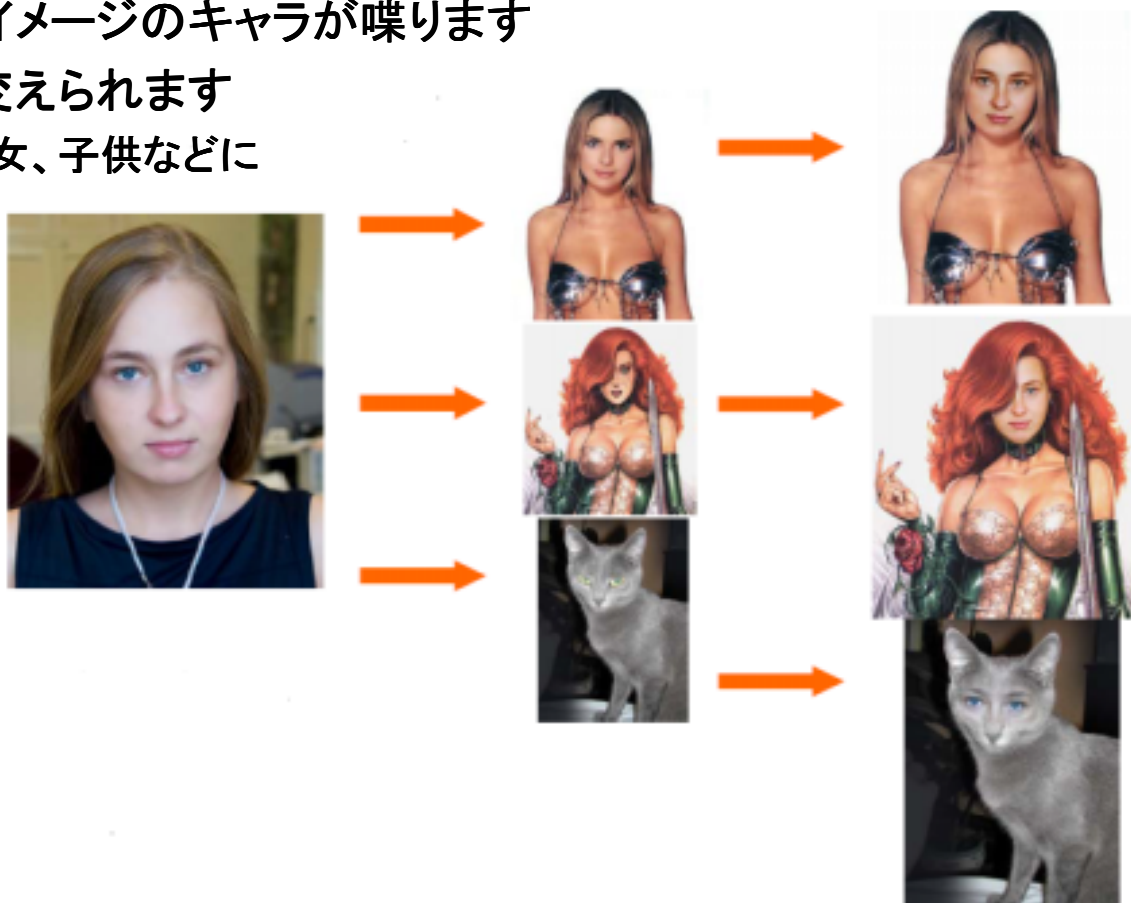 イメージのキャラが喋ります
変えられます
女、子供などに